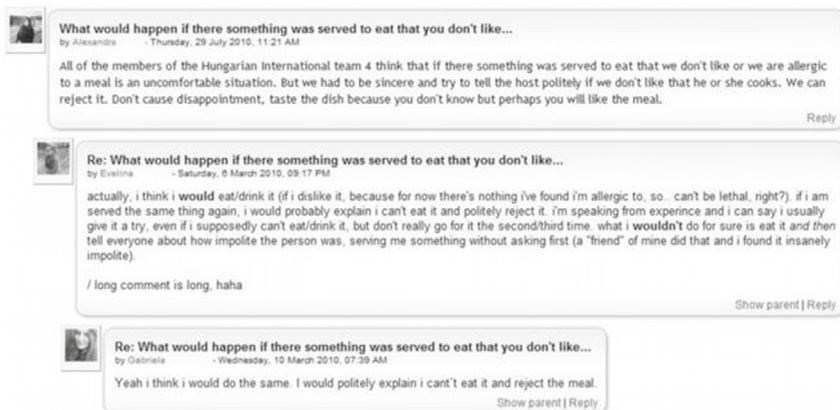 What would happen if there something was served to eat that you don't like...
by Alexandra - Thursday, 29 July 2010, 11:21 AM
All of the members of the Hungarian International team 4 think that if there something was served to eat that we don't like or we are allergic
to a meal is an uncomfortable situation. But we had to be sincere and try to tell the host politely if we don't like that he or she cooks. We can
reject it. Don't cause disappointment, taste the dish because you don't know but perhaps you will like the meal.
Reply
Re: What would happen if there something was served to eat that you don't like...
by Evelina - Saturday, 6 March 2010, 09:17 PM
actually, i think i would eat/drink it (if i dislike it, because for now there's nothing i've found i'm allergic to, so.. can't be lethal, right?). if i am
served the same thing again, i would probably explain i can't eat it and politely reject it. i'm speaking from experince and i can say i usually
give it a try, even if i supposedly can't eat/drink it, but don't really go for it the second/third time. what i wouldn't do for sure is eat it and then
tell everyone about how impolite the person was, serving me something without asking first (a "friend" of mine did that and i found it insanely
impolite).
/ long comment is long, haha
Show parent | Reply
Re: What would happen if there something was served to eat that you don't like...
by Gabriele - Wednesday, 10 March 2010, 07:39 AM
Yeah i think i would do the same. I would politely explain i cant't eat it and reject the meal.
Show parent | Reply